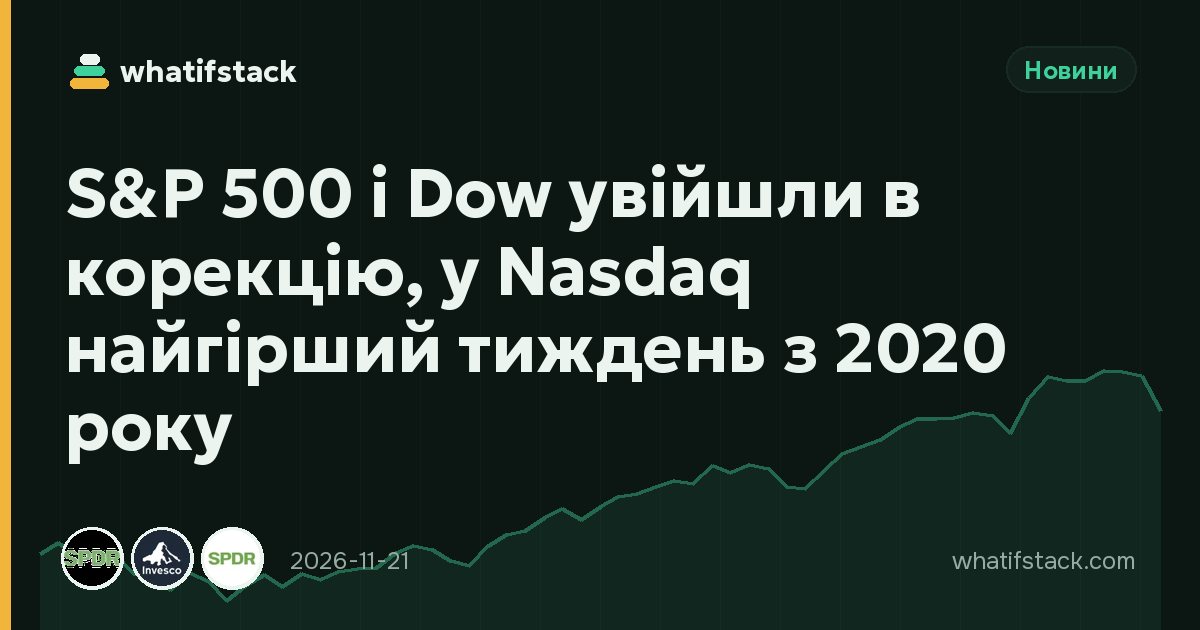 whatifstack
Новини
S&P 500 і Dow увійшли в
корекцію, у Nasdaq
найгірший тиждень з 2020
року
SPDR
Invesco
SPDR
2026-11-21
whatifstack.com